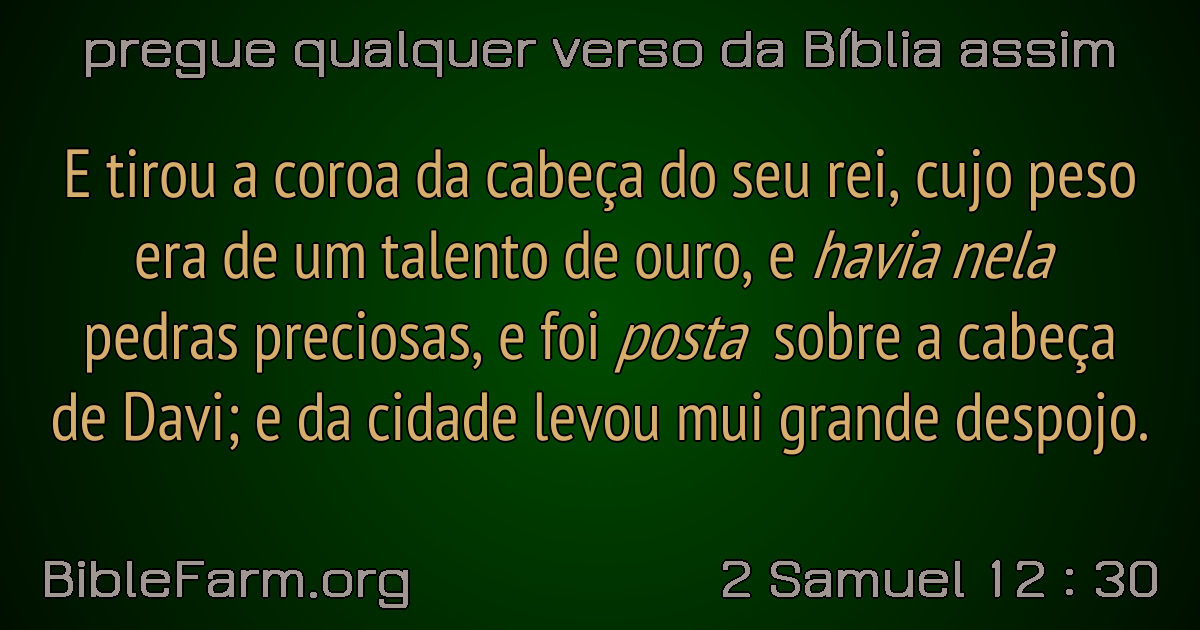 pregue qualquer verso da Bíblia assim
E tirou a coroa da cabeça do seu rei, cujo peso
era de um talento de ouro, e havia nela
pedras preciosas, e foi posta sobre a cabeça
de Davi; e da cidade levou mui grande despojo.
BibleFarm.org
2 Samuel 12 : 30